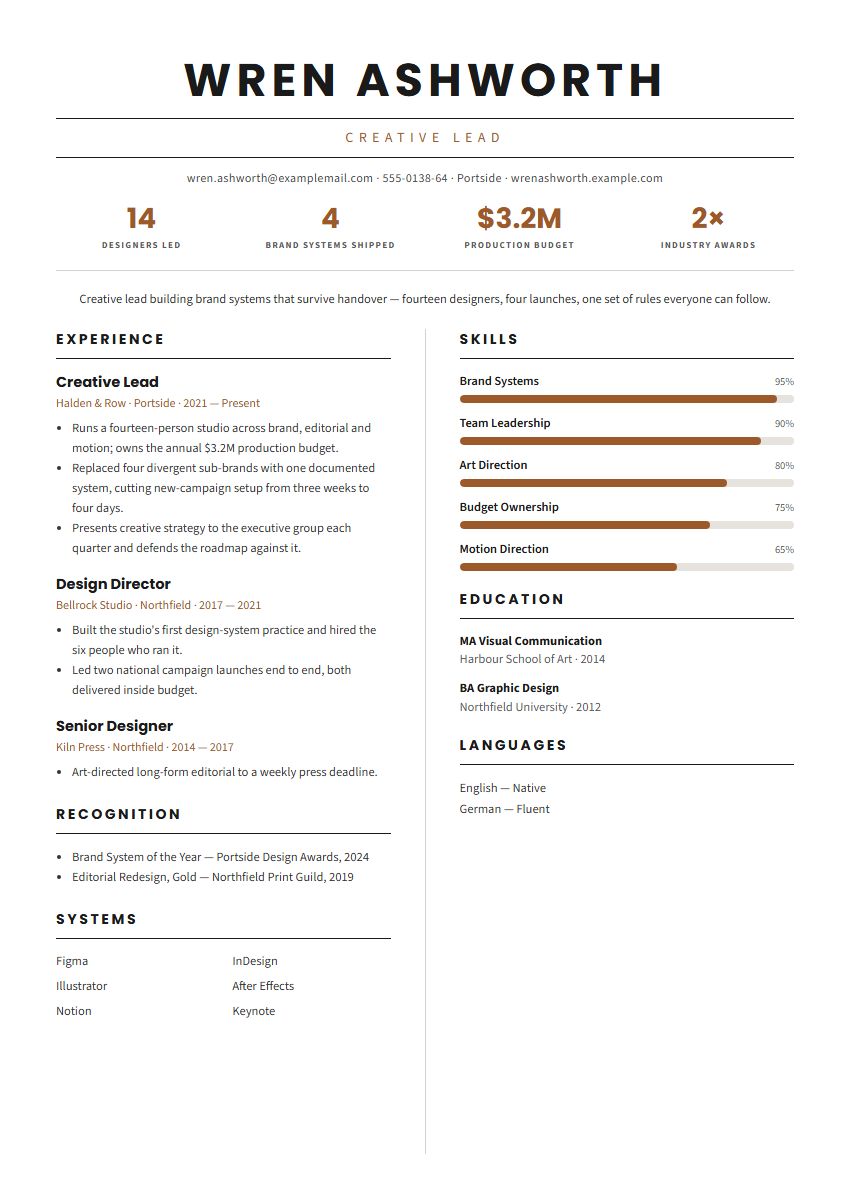 WREN ASHWORTH
CREATIVE LEAD
wren.ashworth@examplemail.com · 555-0138-64 · Portside · wrenashworth.example.com
14
DESIGNERS LED
4
BRAND SYSTEMS SHIPPED
$3.2M
PRODUCTION BUDGET
2×
INDUSTRY AWARDS
Creative lead building brand systems that survive handover — fourteen designers, four launches, one set of rules everyone can follow.
EXPERIENCE
Creative Lead
Halden & Row · Portside · 2021 — Present
• Runs a fourteen-person studio across brand, editorial and
motion; owns the annual $3.2M production budget.
• Replaced four divergent sub-brands with one documented
system, cutting new-campaign setup from three weeks to
four days.
• Presents creative strategy to the executive group each
quarter and defends the roadmap against it.
Design Director
Bellrock Studio · Northfield · 2017 — 2021
• Built the studio's first design-system practice and hired the
six people who ran it.
• Led two national campaign launches end to end, both
delivered inside budget.
Senior Designer
Kiln Press · Northfield · 2014 — 2017
• Art-directed long-form editorial to a weekly press deadline.
RECOGNITION
• Brand System of the Year — Portside Design Awards, 2024
• Editorial Redesign, Gold — Northfield Print Guild, 2019
SYSTEMS
Figma
InDesign
Illustrator
After Effects
Notion
Keynote
SKILLS
Brand Systems 95%
Team Leadership 90%
Art Direction 80%
Budget Ownership 75%
Motion Direction 65%
EDUCATION
MA Visual Communication
Harbour School of Art · 2014
BA Graphic Design
Northfield University · 2012
LANGUAGES
English — Native
German — Fluent